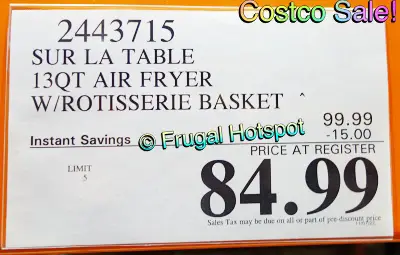 Costco Sale!
2443715
SUR LA TABLE
13QT AIR FRYER
W/ROTISSERIE BASKET ^
99.99
Instant Savings -15.00
© Frugal Hotspot
PRICE AT REGISTER
LIMIT
5
84.99
Sales Tax may be due on all or part of pre-discount price